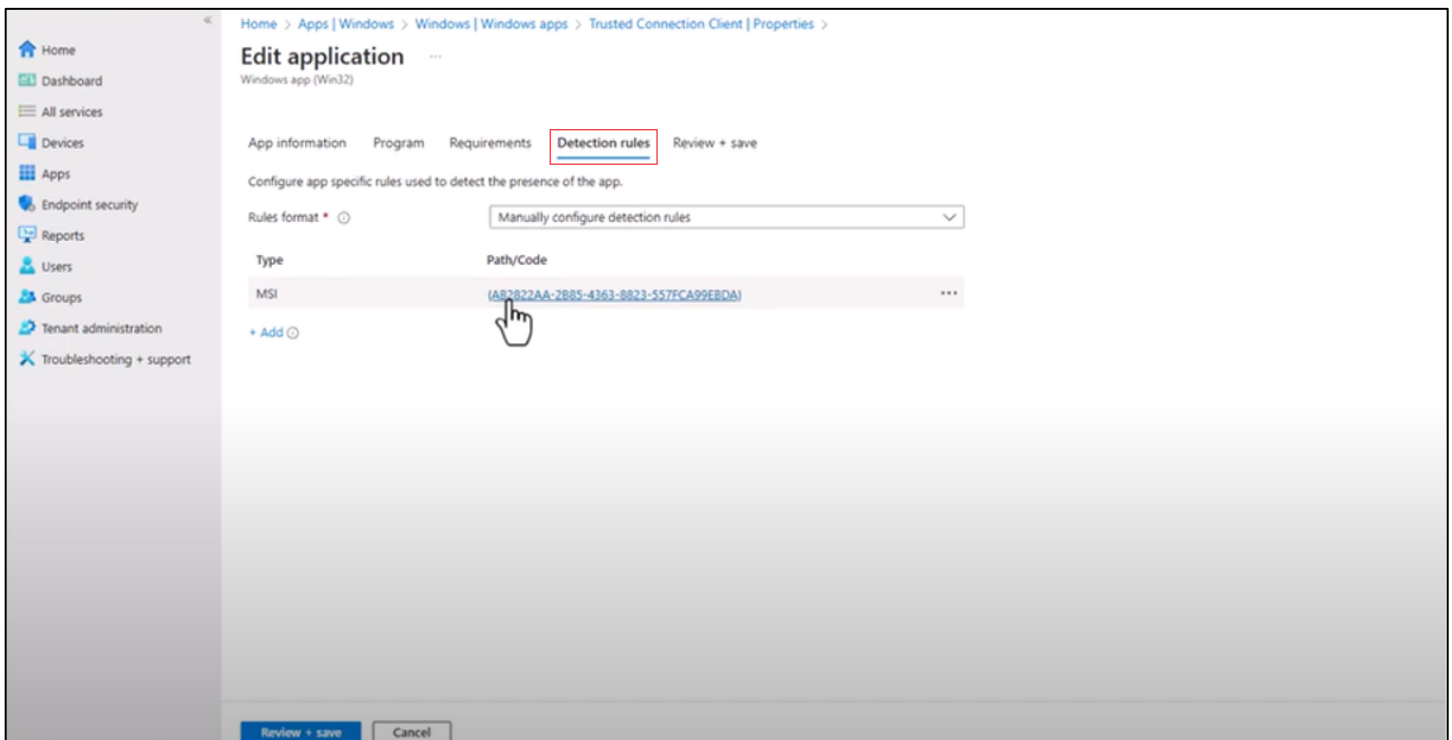 «
Home > Apps | Windows > Windows | Windows apps > Trusted Connection Client | Properties >
Home
Dashboard
All services
Devices
Apps
Endpoint security
Reports
Users
Groups
Tenant administration
Troubleshooting + support
Edit application ...
Windows app (Win32)
App information Program Requirements Detection rules Review + save
Configure app specific rules used to detect the presence of the app.
Rules format * Manually configure detection rules
Type Path/Code
MSI {AB2822AA-2B85-4363-8823-557FCA99EBDA} ...
+ Add
Review + save Cancel